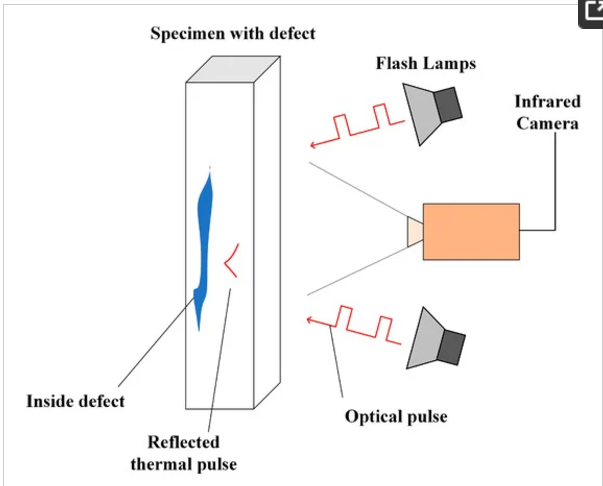 Specimen with defect
Flash Lamps
Infrared
Camera
Inside defect
Optical pulse
Reflected
thermal pulse